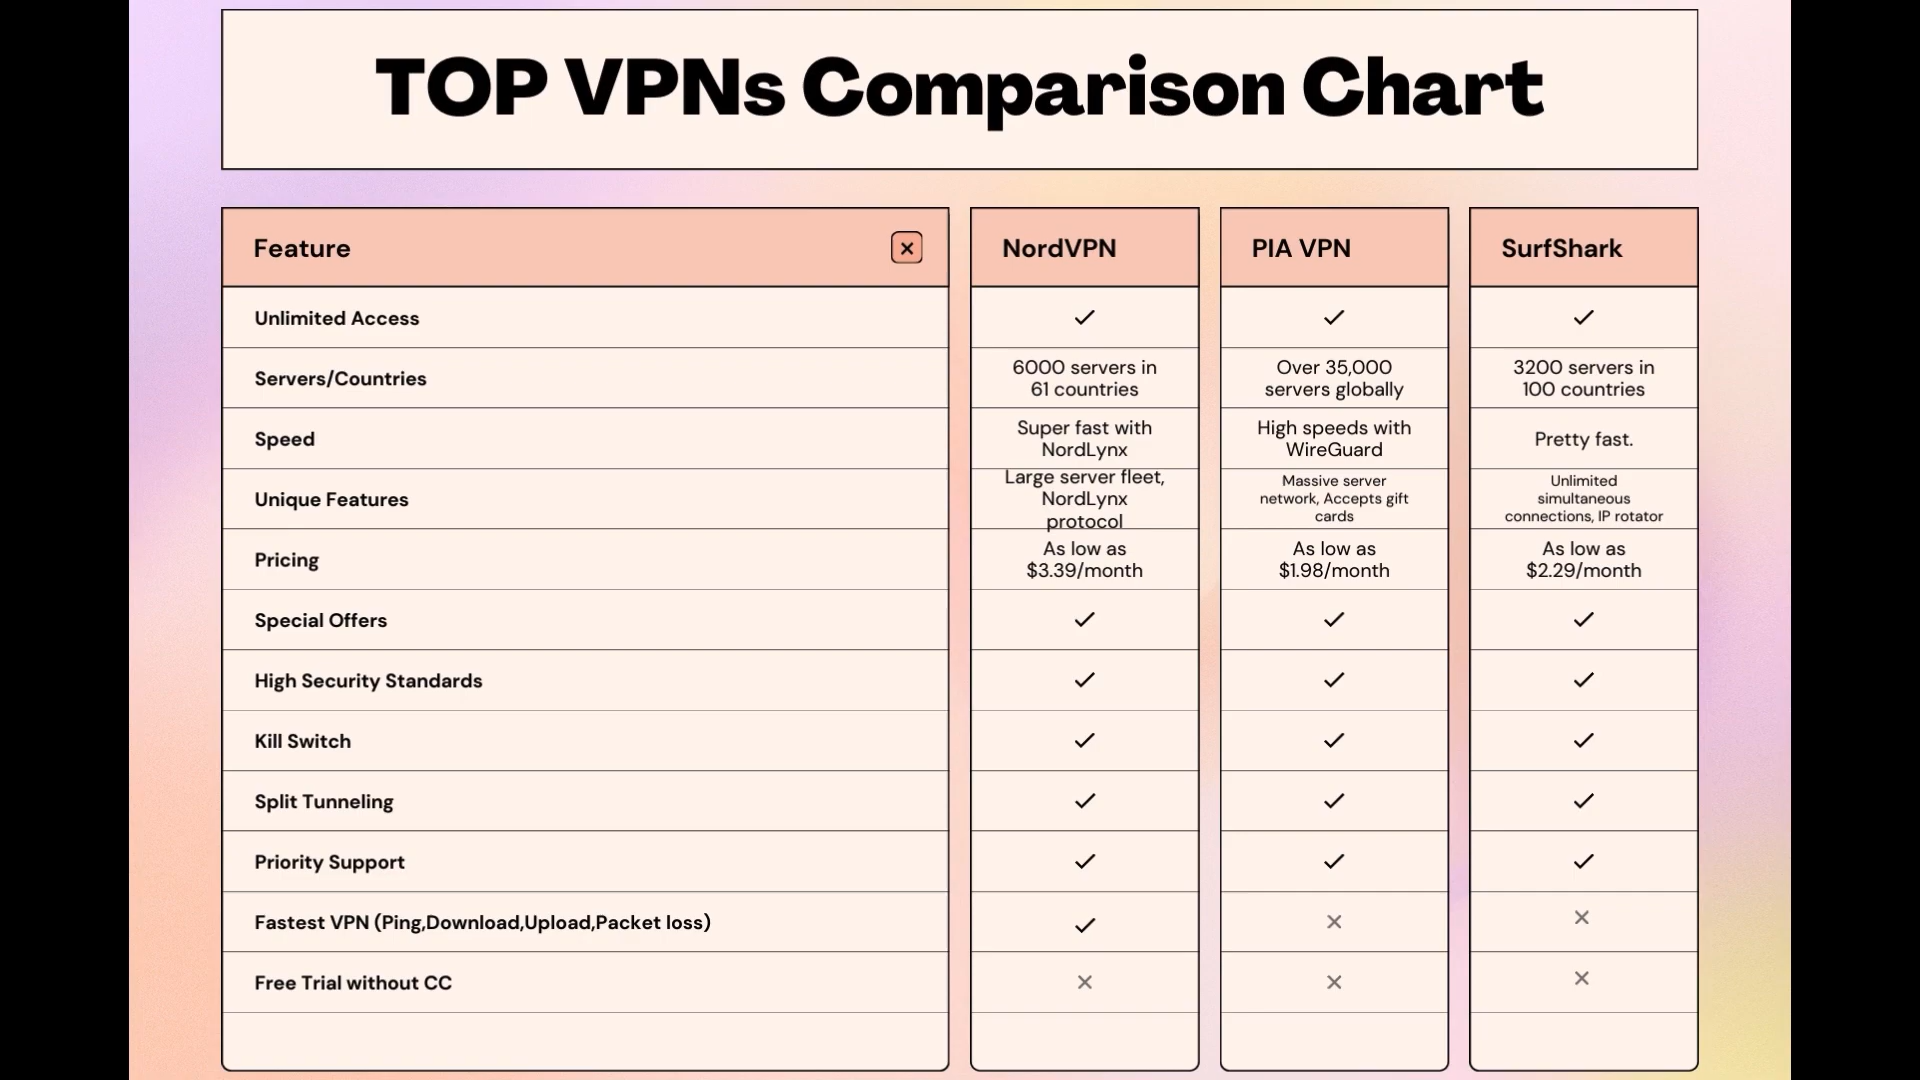 TOP VPNs Comparison Chart
Feature
NordVPN
PIA VPN
SurfShark
Unlimited Access
Servers/Countries
6000 servers in
61 countries
Over 35,000
servers globally
3200 servers in
100 countries
Speed
Super fast with
NordLynx
High speeds with
WireGuard
Pretty fast.
Unique Features
Large server fleet,
NordLynx
protocol
Massive server
network, Accepts gift
cards
Unlimited
simultaneous
connections, IP rotator
Pricing
As low as
$3.39/month
As low as
$1.98/month
As low as
$2.29/month
Special Offers
High Security Standards
Kill Switch
Split Tunneling
Priority Support
Fastest VPN (Ping,Download,Upload,Packet loss)
Free Trial without CC